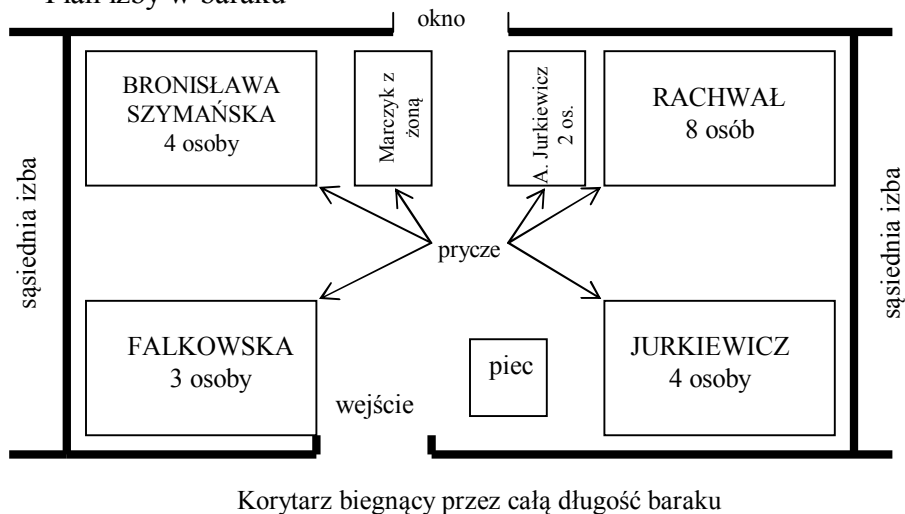 Plan izby w baraku
okno
BRONISŁAWA
SZYMAŃSKA
4 osoby
Marczyk z
żoną
A. Jurkiewicz
2 os.
RACHWAŁ
8 osób
sąsiednia izba
sąsiednia izba
prycze
FALKOWSKA
3 osoby
piec
JURKIEWICZ
4 osoby
wejście
Korytarz biegnący przez całą długość baraku